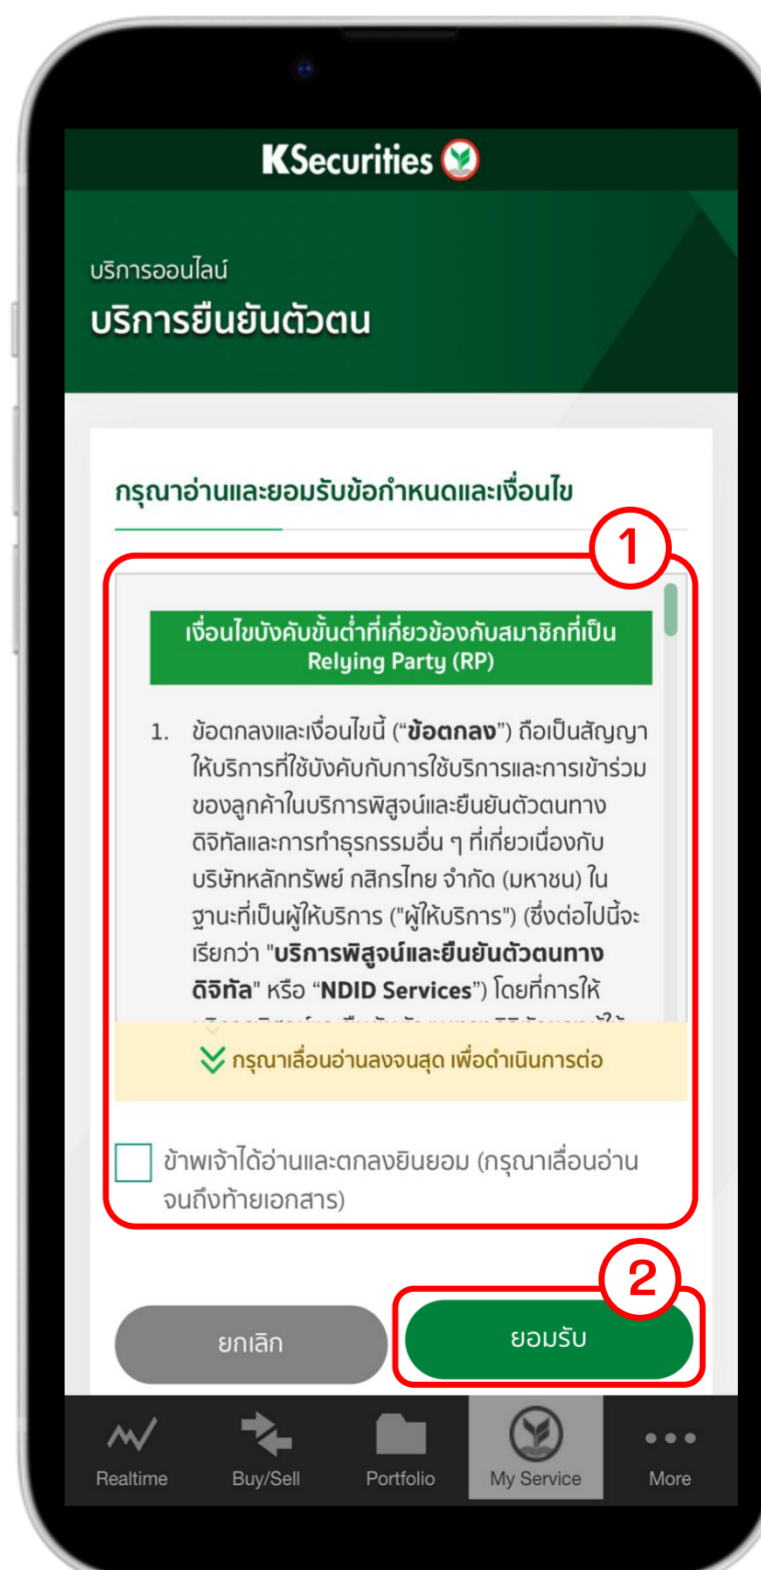 KSecurities
บริการออนไลน์
บริการยืนยันตัวตน
กรุณาอ่านและยอมรับข้อกำหนดและเงื่อนไข
1
เงื่อนไขบังคับขั้นต่ำที่เกี่ยวข้องกับสมาชิกที่เป็น
Relying Party (RP)
1. ข้อตกลงและเงื่อนไขนี้ (“ข้อตกลง”) ถือเป็นสัญญา
ให้บริการที่ใช้บังคับกับการใช้บริการและการเข้าร่วม
ของลูกค้าในบริการพิสูจน์และยืนยันตัวตนทาง
ดิจิทัลและการทำธุรกรรมอื่น ๆ ที่เกี่ยวเนื่องกับ
บริษัทหลักทรัพย์ กสิกรไทย จำกัด (มหาชน) ใน
ฐานะที่เป็นผู้ให้บริการ ("ผู้ให้บริการ") (ซึ่งต่อไปนี้จะ
เรียกว่า "บริการพิสูจน์และยืนยันตัวตนทาง
ดิจิทัล" หรือ “NDID Services”) โดยที่การให้
กรุณาเลื่อนอ่านลงจนสุด เพื่อดำเนินการต่อ
ข้าพเจ้าได้อ่านและตกลงยินยอม (กรุณาเลื่อนอ่าน
จนถึงท้ายเอกสาร)
2
ยกเลิก ยอมรับ
Realtime Buy/Sell Portfolio My Service More